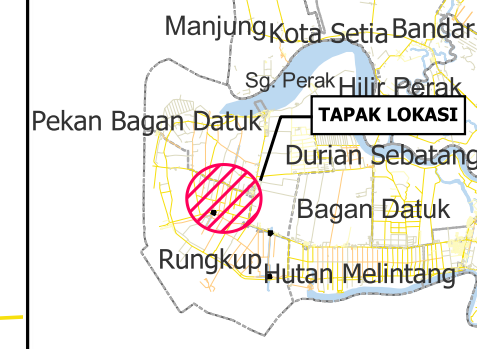 Manjung
Kota Setia
Bandar
Sg. Perak
Hilir Perak
Pekan Bagan Datuk
TAPAK LOKASI
Durian Sebatang
Bagan Datuk
Rungkup
Hutan Melintang